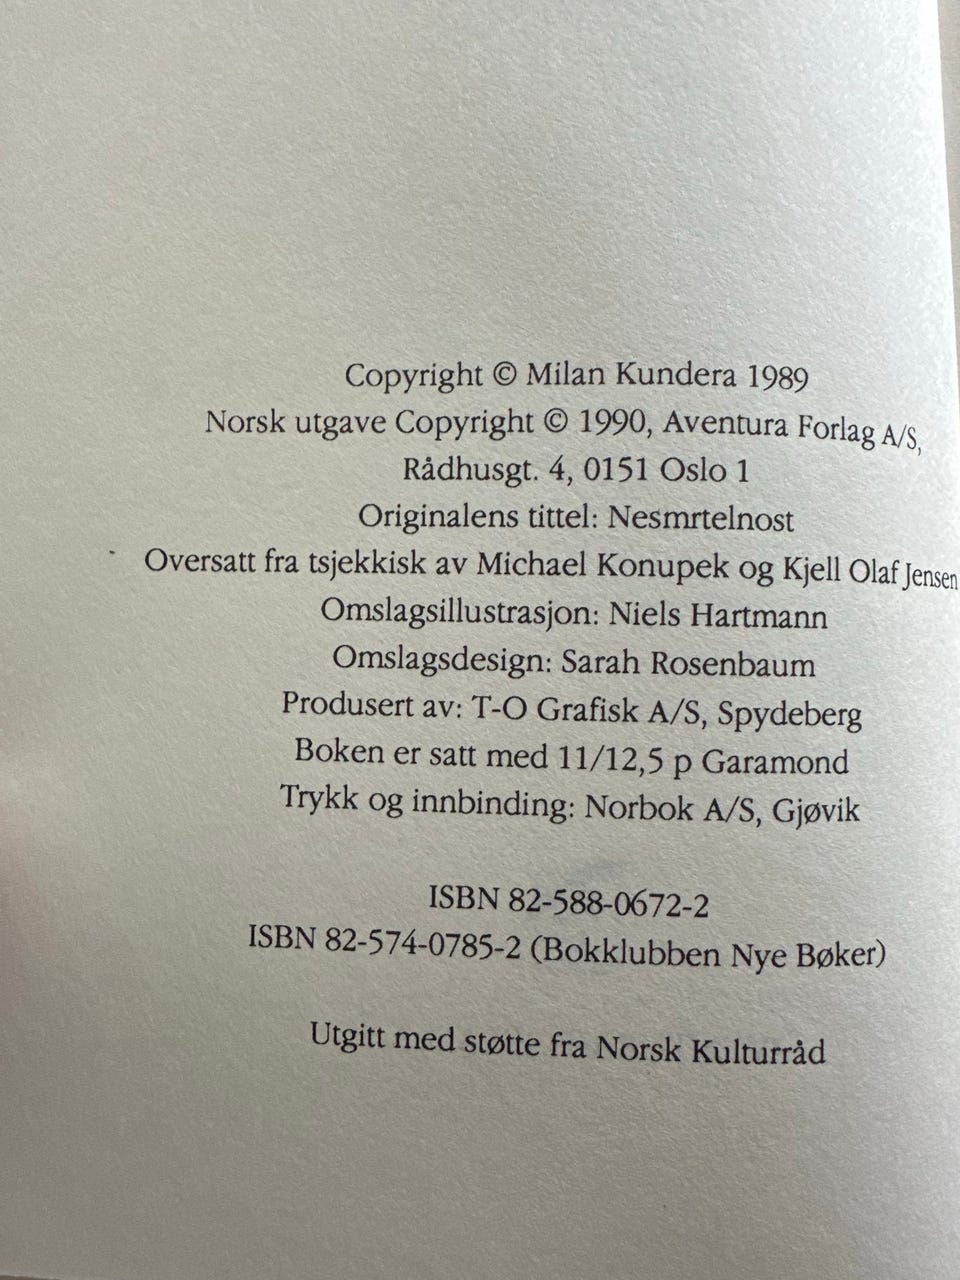 Copyright © Milan Kundera 1989
Norsk utgave Copyright © 1990, Aventura Forlag A/S,
Rådhusgt. 4, 0151 Oslo 1
Originalens tittel: Nesmrtelnost
Oversatt fra tsjekkisk av Michael Konupek og Kjell Olaf Jensen
Omslagsillustrasjon: Niels Hartmann
Omslagsdesign: Sarah Rosenbaum
Produsert av: T-O Grafisk A/S, Spydeberg
Boken er satt med 11/12,5 p Garamond
Trykk og innbinding: Norbok A/S, Gjøvik
ISBN 82-588-0672-2
ISBN 82-574-0785-2 (Bokklubben Nye Bøker)
Utgitt med støtte fra Norsk Kulturråd